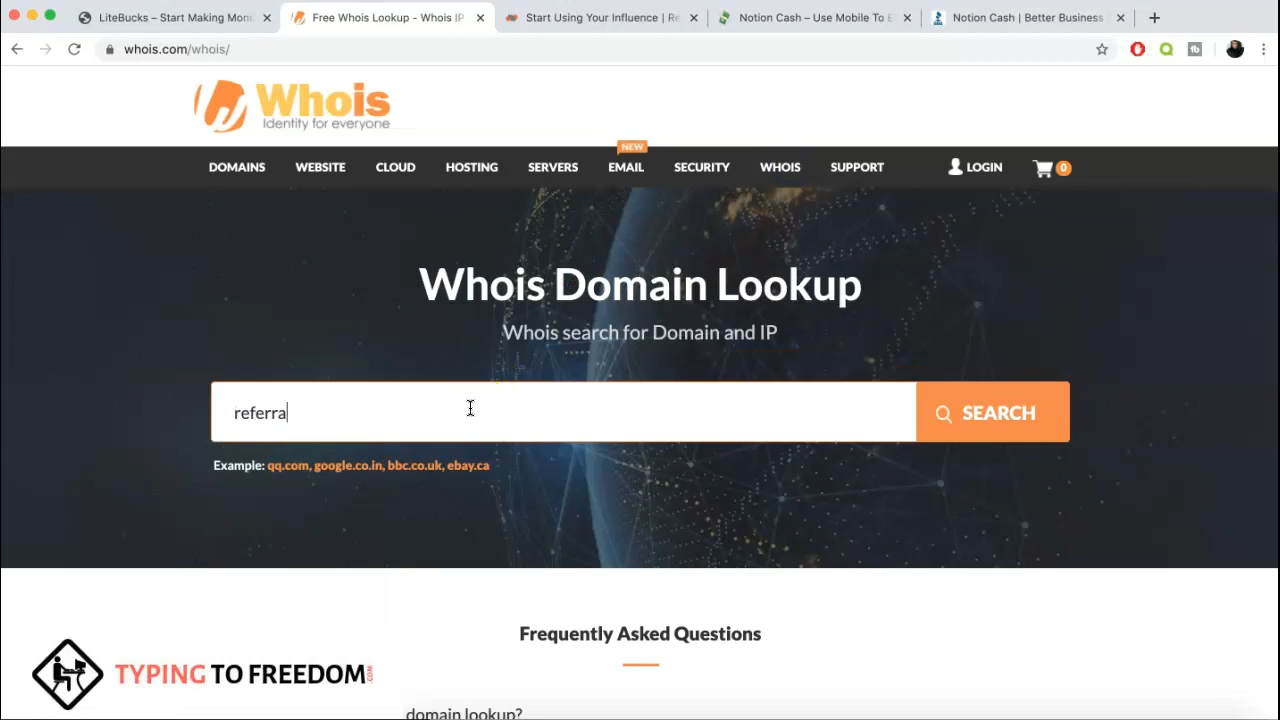 LiteBucks – Start Making Mon
Free Whois Lookup - Whois IP
Start Using Your Influence | Re
Notion Cash – Use Mobile To E
Notion Cash | Better Business
whois.com/whois/
Whois
Identity for everyone
NEW
DOMAINS WEBSITE CLOUD HOSTING SERVERS EMAIL SECURITY WHOIS SUPPORT LOGIN 0
Whois Domain Lookup
Whois search for Domain and IP
referra
SEARCH
Example: qq.com, google.co.in, bbc.co.uk, ebay.ca
Frequently Asked Questions
TYPING TO FREEDOM.COM
domain lookup?